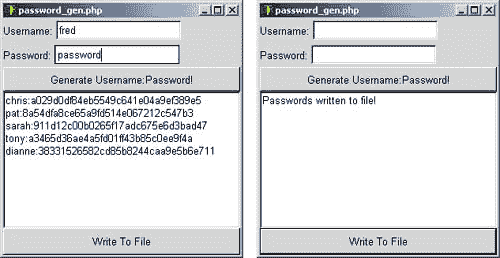 password_gen.php
Username: fred
Password: password
Generate Username:Password!
chris:a029d0df84eb5549c641e04a9ef389e5
pat:8a54dfa8ce65a9fd514e067212c547b3
sarah:911d12c00b0265f17adc675e6d3bad47
tony:a3465d36ae4a5fd01ff43b85c0ee9f4a
dianne:38331526582cd85b8244caa9e5b6e711
Write To File
password_gen.php
Username:
Password:
Generate Username:Password!
Passwords written to file!
Write To File